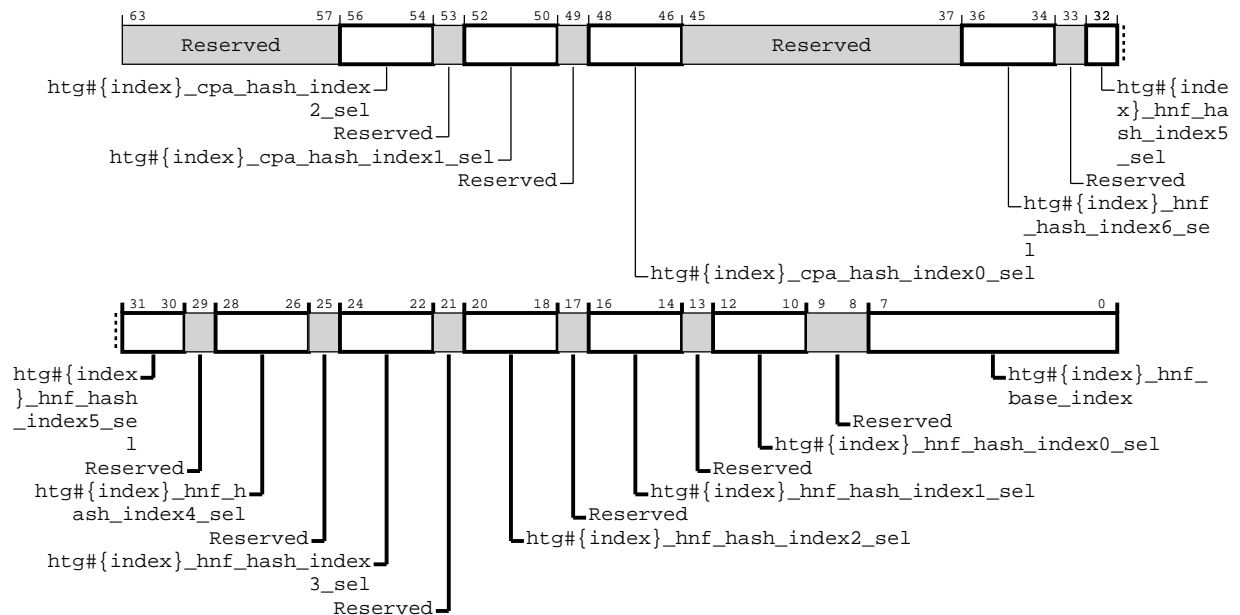 63 57 56 54 53 52 50 49 48 46 45 37 36 34 33 32
Reserved Reserved
htg#{index}_cpa_hash_index
2_sel
Reserved
htg#{index}_cpa_hash_index1_sel
Reserved
htg#{inde
x}_hnf_ha
sh_index5
_sel
Reserved
htg#{index}_hnf
_hash_index6_se
l
htg#{index}_cpa_hash_index0_sel
31 30 29 28 26 25 24 22 21 20 18 17 16 14 13 12 10 9 8 7 0
htg#{index
}_hnf_hash
_index5_se
l
Reserved
htg#{index}_hnf_h
ash_index4_sel
Reserved
htg#{index}_hnf_hash_index
3_sel
Reserved
htg#{index}_hnf_
base_index
Reserved
htg#{index}_hnf_hash_index0_sel
Reserved
htg#{index}_hnf_hash_index1_sel
Reserved
htg#{index}_hnf_hash_index2_sel